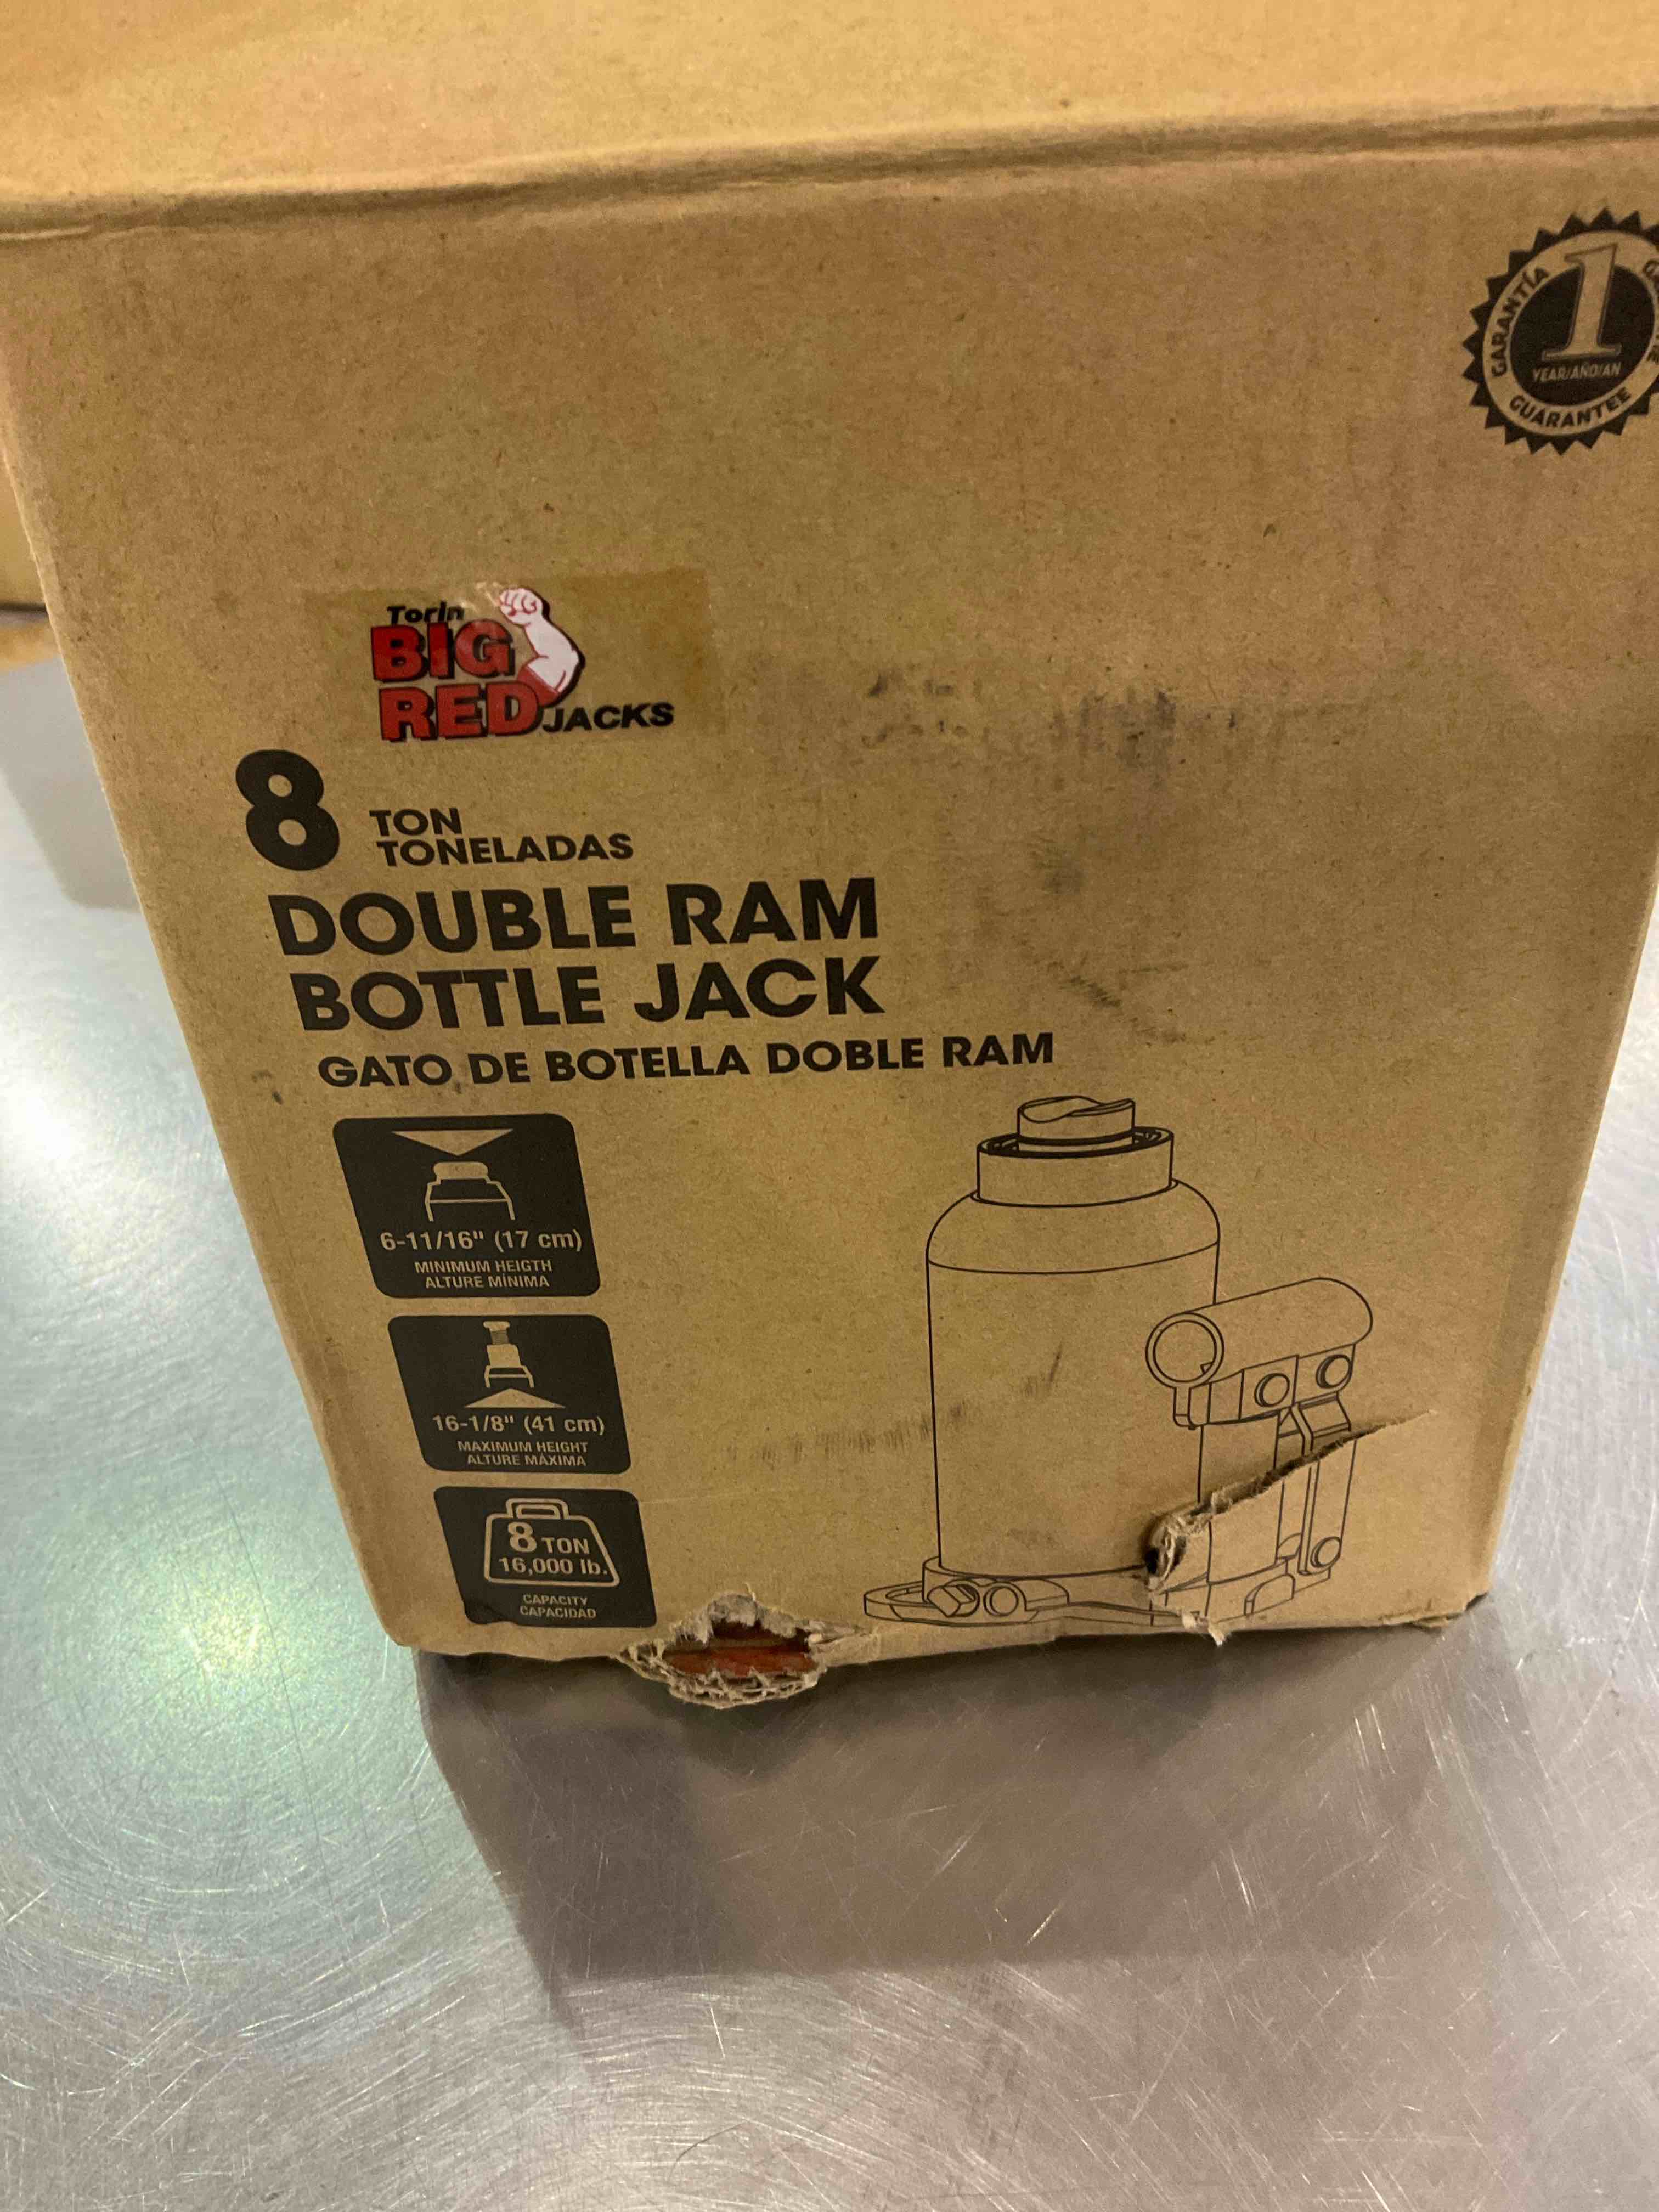 GARANTÍA
1
YEAR/AÑO/AN
GUARANTEE
Torin
BIG
RED JACKS
8 TON
TONELADAS
DOUBLE RAM
BOTTLE JACK
GATO DE BOTELLA DOBLE RAM
6-11/16" (17 cm)
MINIMUM HEIGTH
ALTURE MÍNIMA
16-1/8" (41 cm)
MAXIMUM HEIGHT
ALTURE MÁXIMA
8 TON
16,000 lb.
CAPACITY
CAPACIDAD